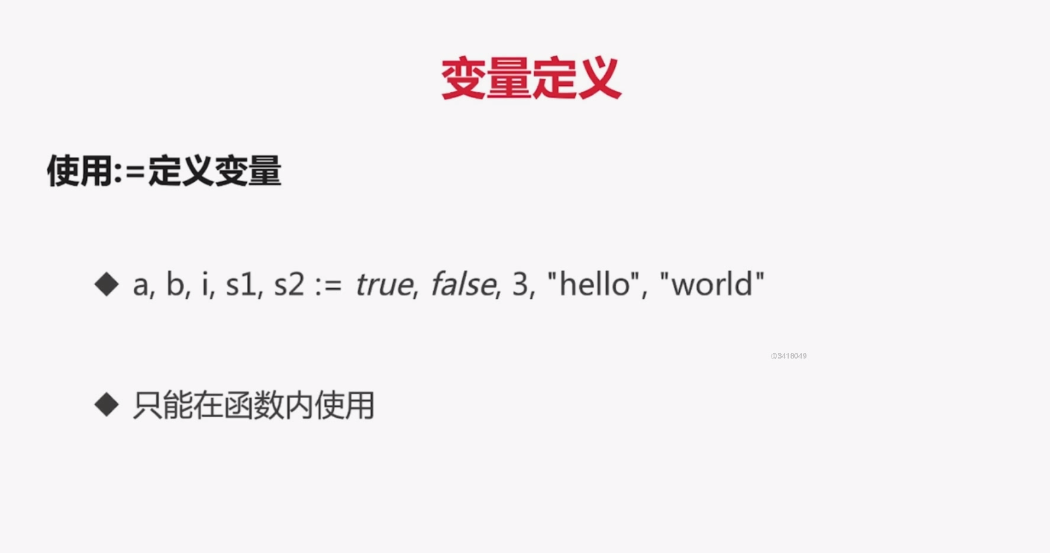 变量定义
使用:=定义变量
◆ a, b, i, s1, s2 := true, false, 3, "hello", "world"
◆ 只能在函数内使用